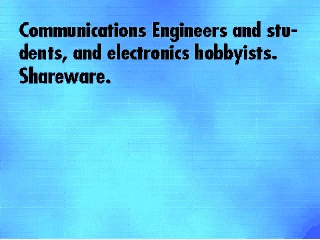 Communications Engineers and stu-
dents, and electronics hobbyists.
Shareware.